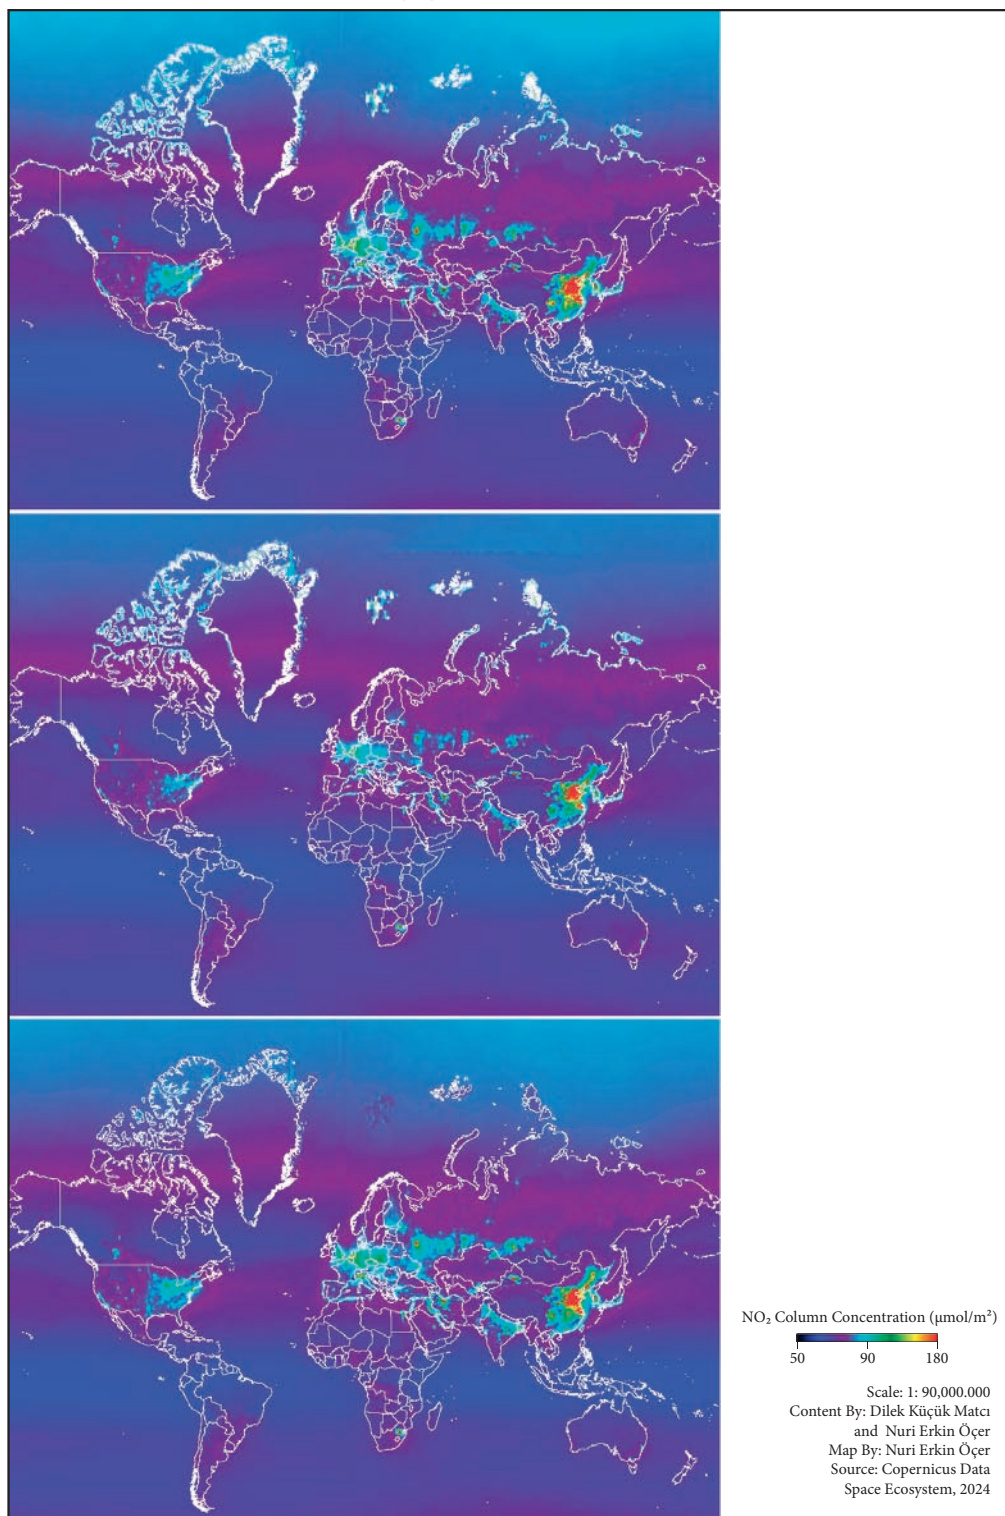 NO₂ Column Concentration (µmol/m²)
50 90 180
Scale: 1: 90,000.000
Content By: Dilek Küçük Matcı
and Nuri Erkin Öçer
Map By: Nuri Erkin Öçer
Source: Copernicus Data
Space Ecosystem, 2024